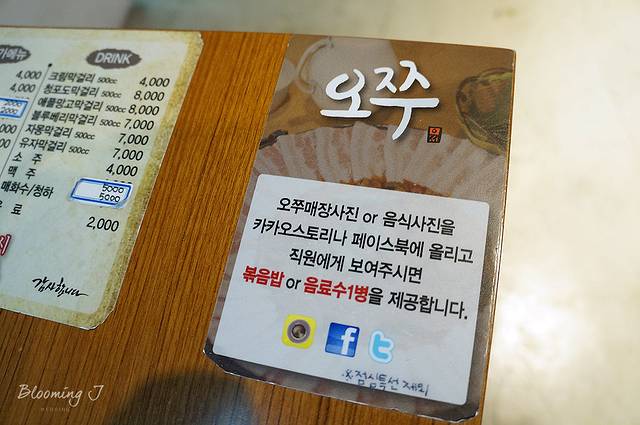 DRINK
크림막걸리 500cc 4,000
청포도막걸리 500cc 8,000
애플망고막걸리 500cc 8,000
블루베리막걸리 500cc 7,000
자몽막걸리 500cc 7,000
유자막걸리 500cc 7,000
소 주 4,000
맥 주
매화수/청하 5000
5000
료 2,000
4,000
4,000
감사합니다
오쭈
오쭈매장사진 or 음식사진을
카카오스토리나 페이스북에 올리고
직원에게 보여주시면
볶음밥 or 음료수1병을 제공합니다.
※점심특선 제외
Blooming J